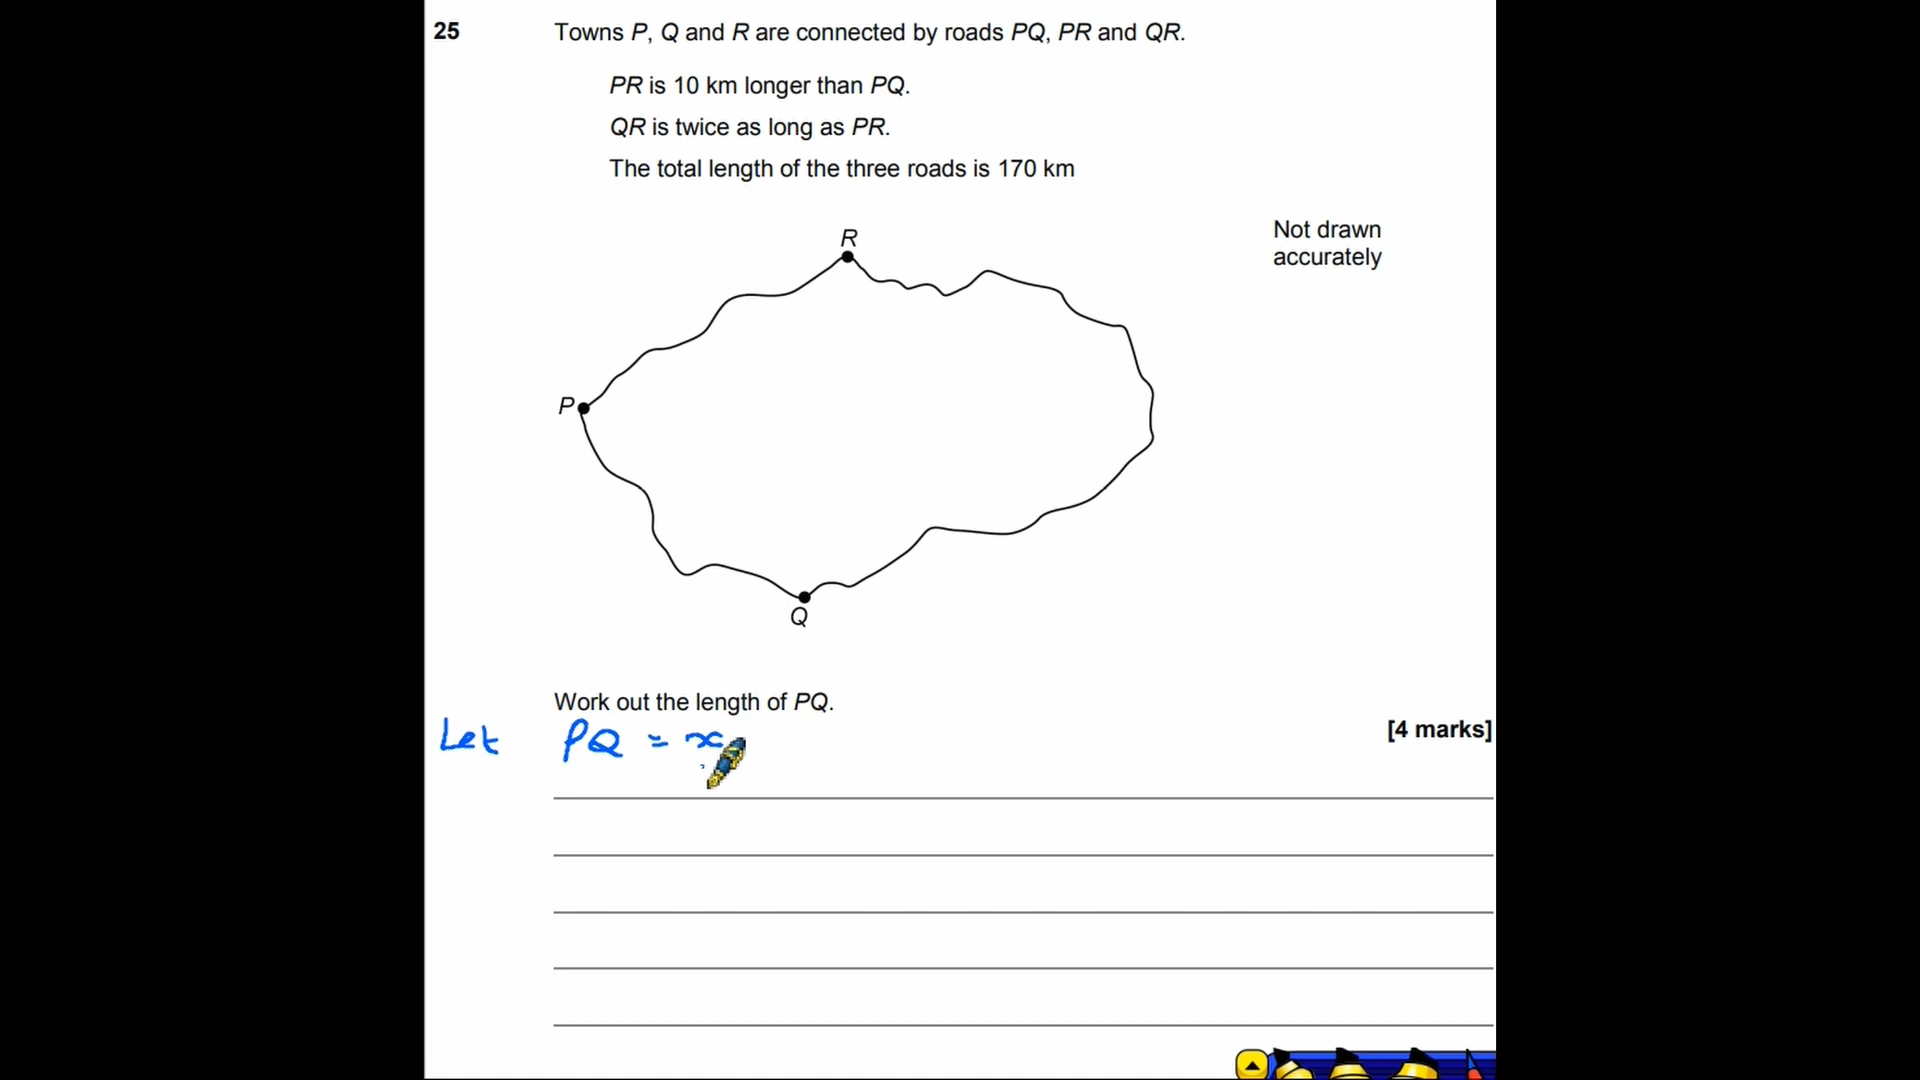 25 Towns P, Q and R are connected by roads PQ, PR and QR.
PR is 10 km longer than PQ.
QR is twice as long as PR.
The total length of the three roads is 170 km
Not drawn
accurately
R
P
Q
Work out the length of PQ.
[4 marks]
Let PQ = x